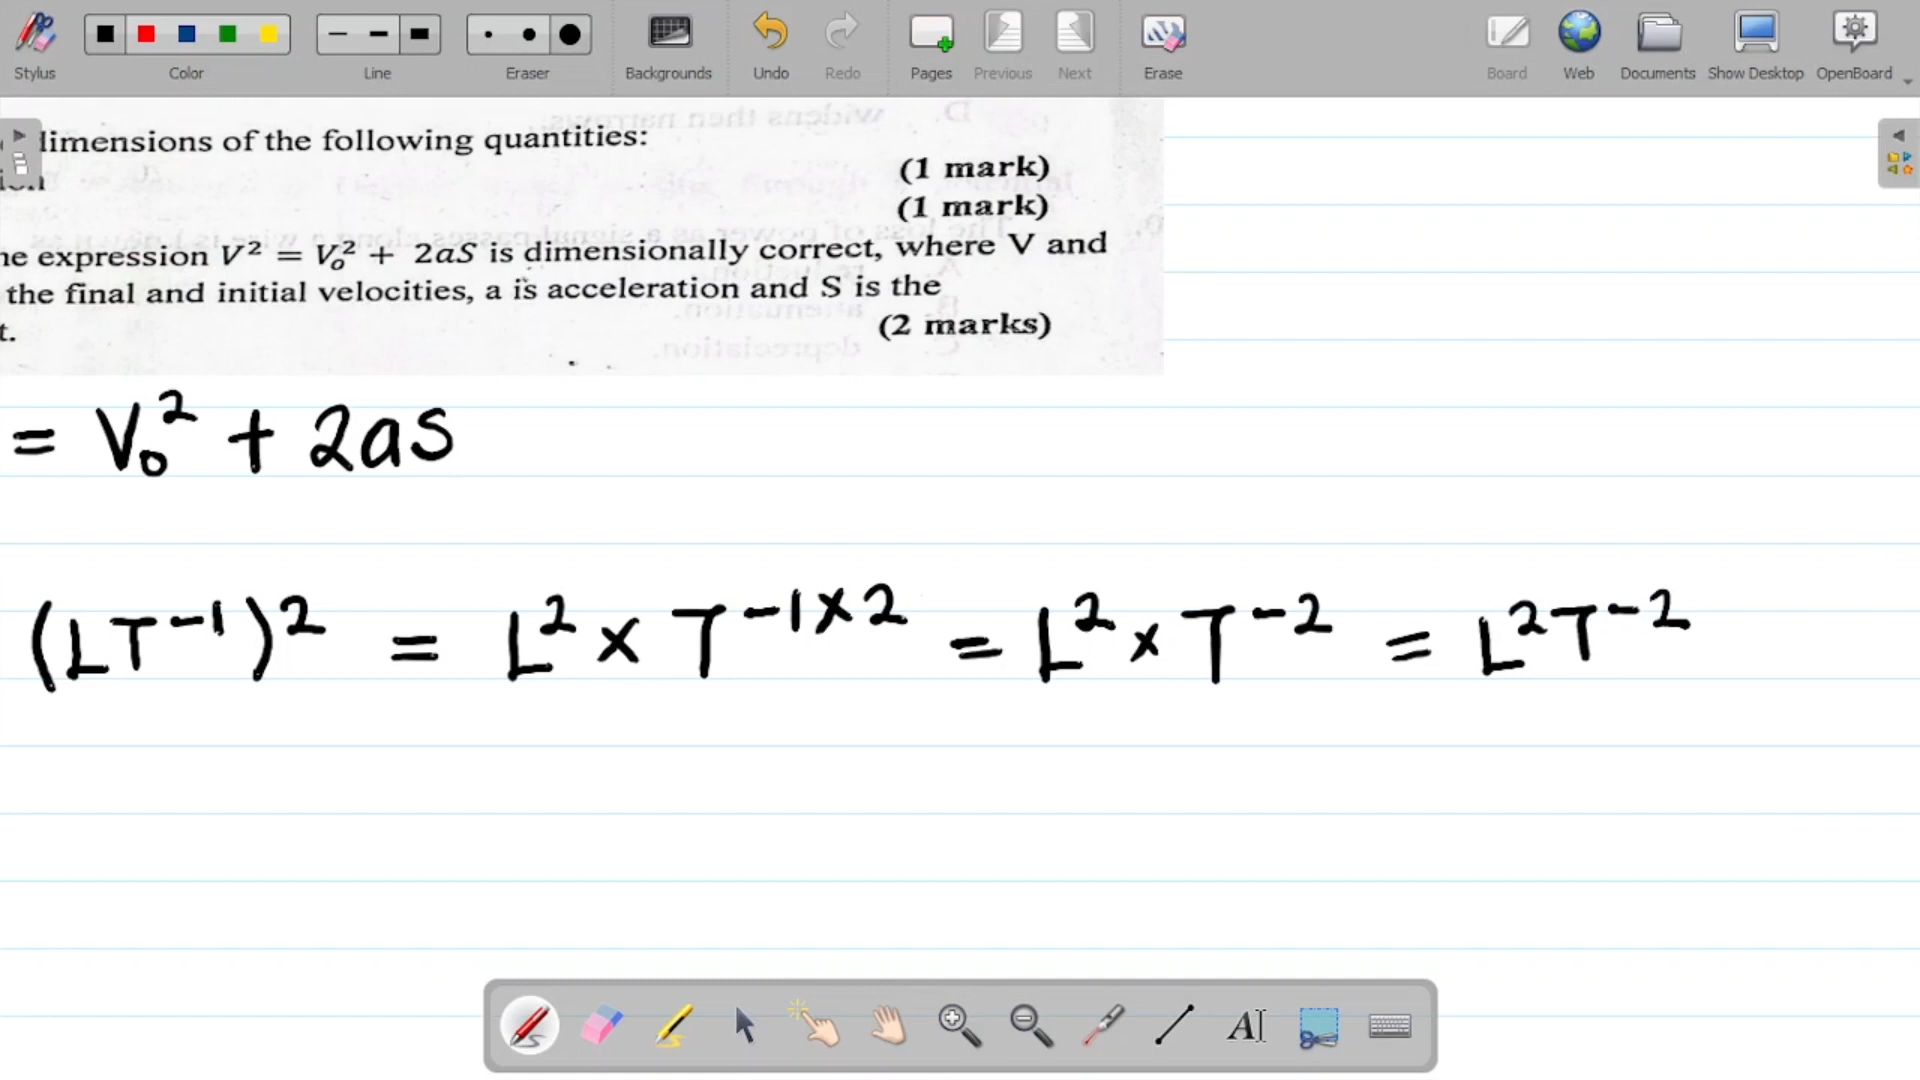 Stylus Color Line Eraser Backgrounds Undo Redo Pages Previous Next Erase Board Web Documents Show Desktop OpenBoard
dimensions of the following quantities:
(1 mark)
(1 mark)
he expression V² = V₀² + 2aS is dimensionally correct, where V and
the final and initial velocities, a is acceleration and S is the
t. (2 marks)
= V₀² + 2aS
(LT⁻¹)² = L² × T⁻¹ˣ² = L² × T⁻² = L²T⁻²